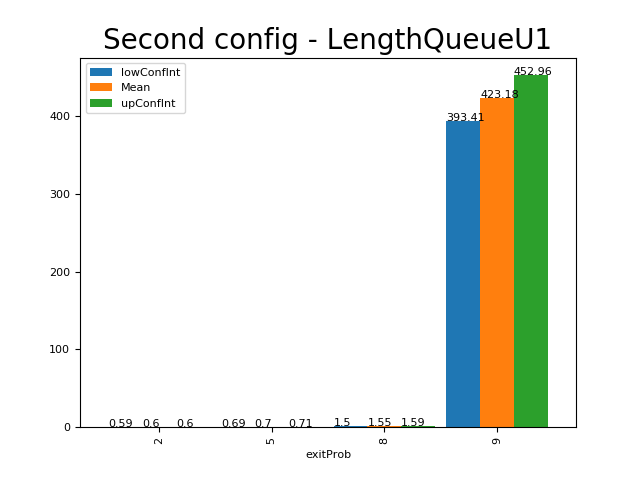 Second config - LengthQueueU1
lowConfInt
Mean
upConfInt
400
300
200
100
0
0.59 0.6 0.6 0.69 0.7 0.71 1.5 1.55 1.59 393.41 423.18 452.96
2 5 8 9
exitProb